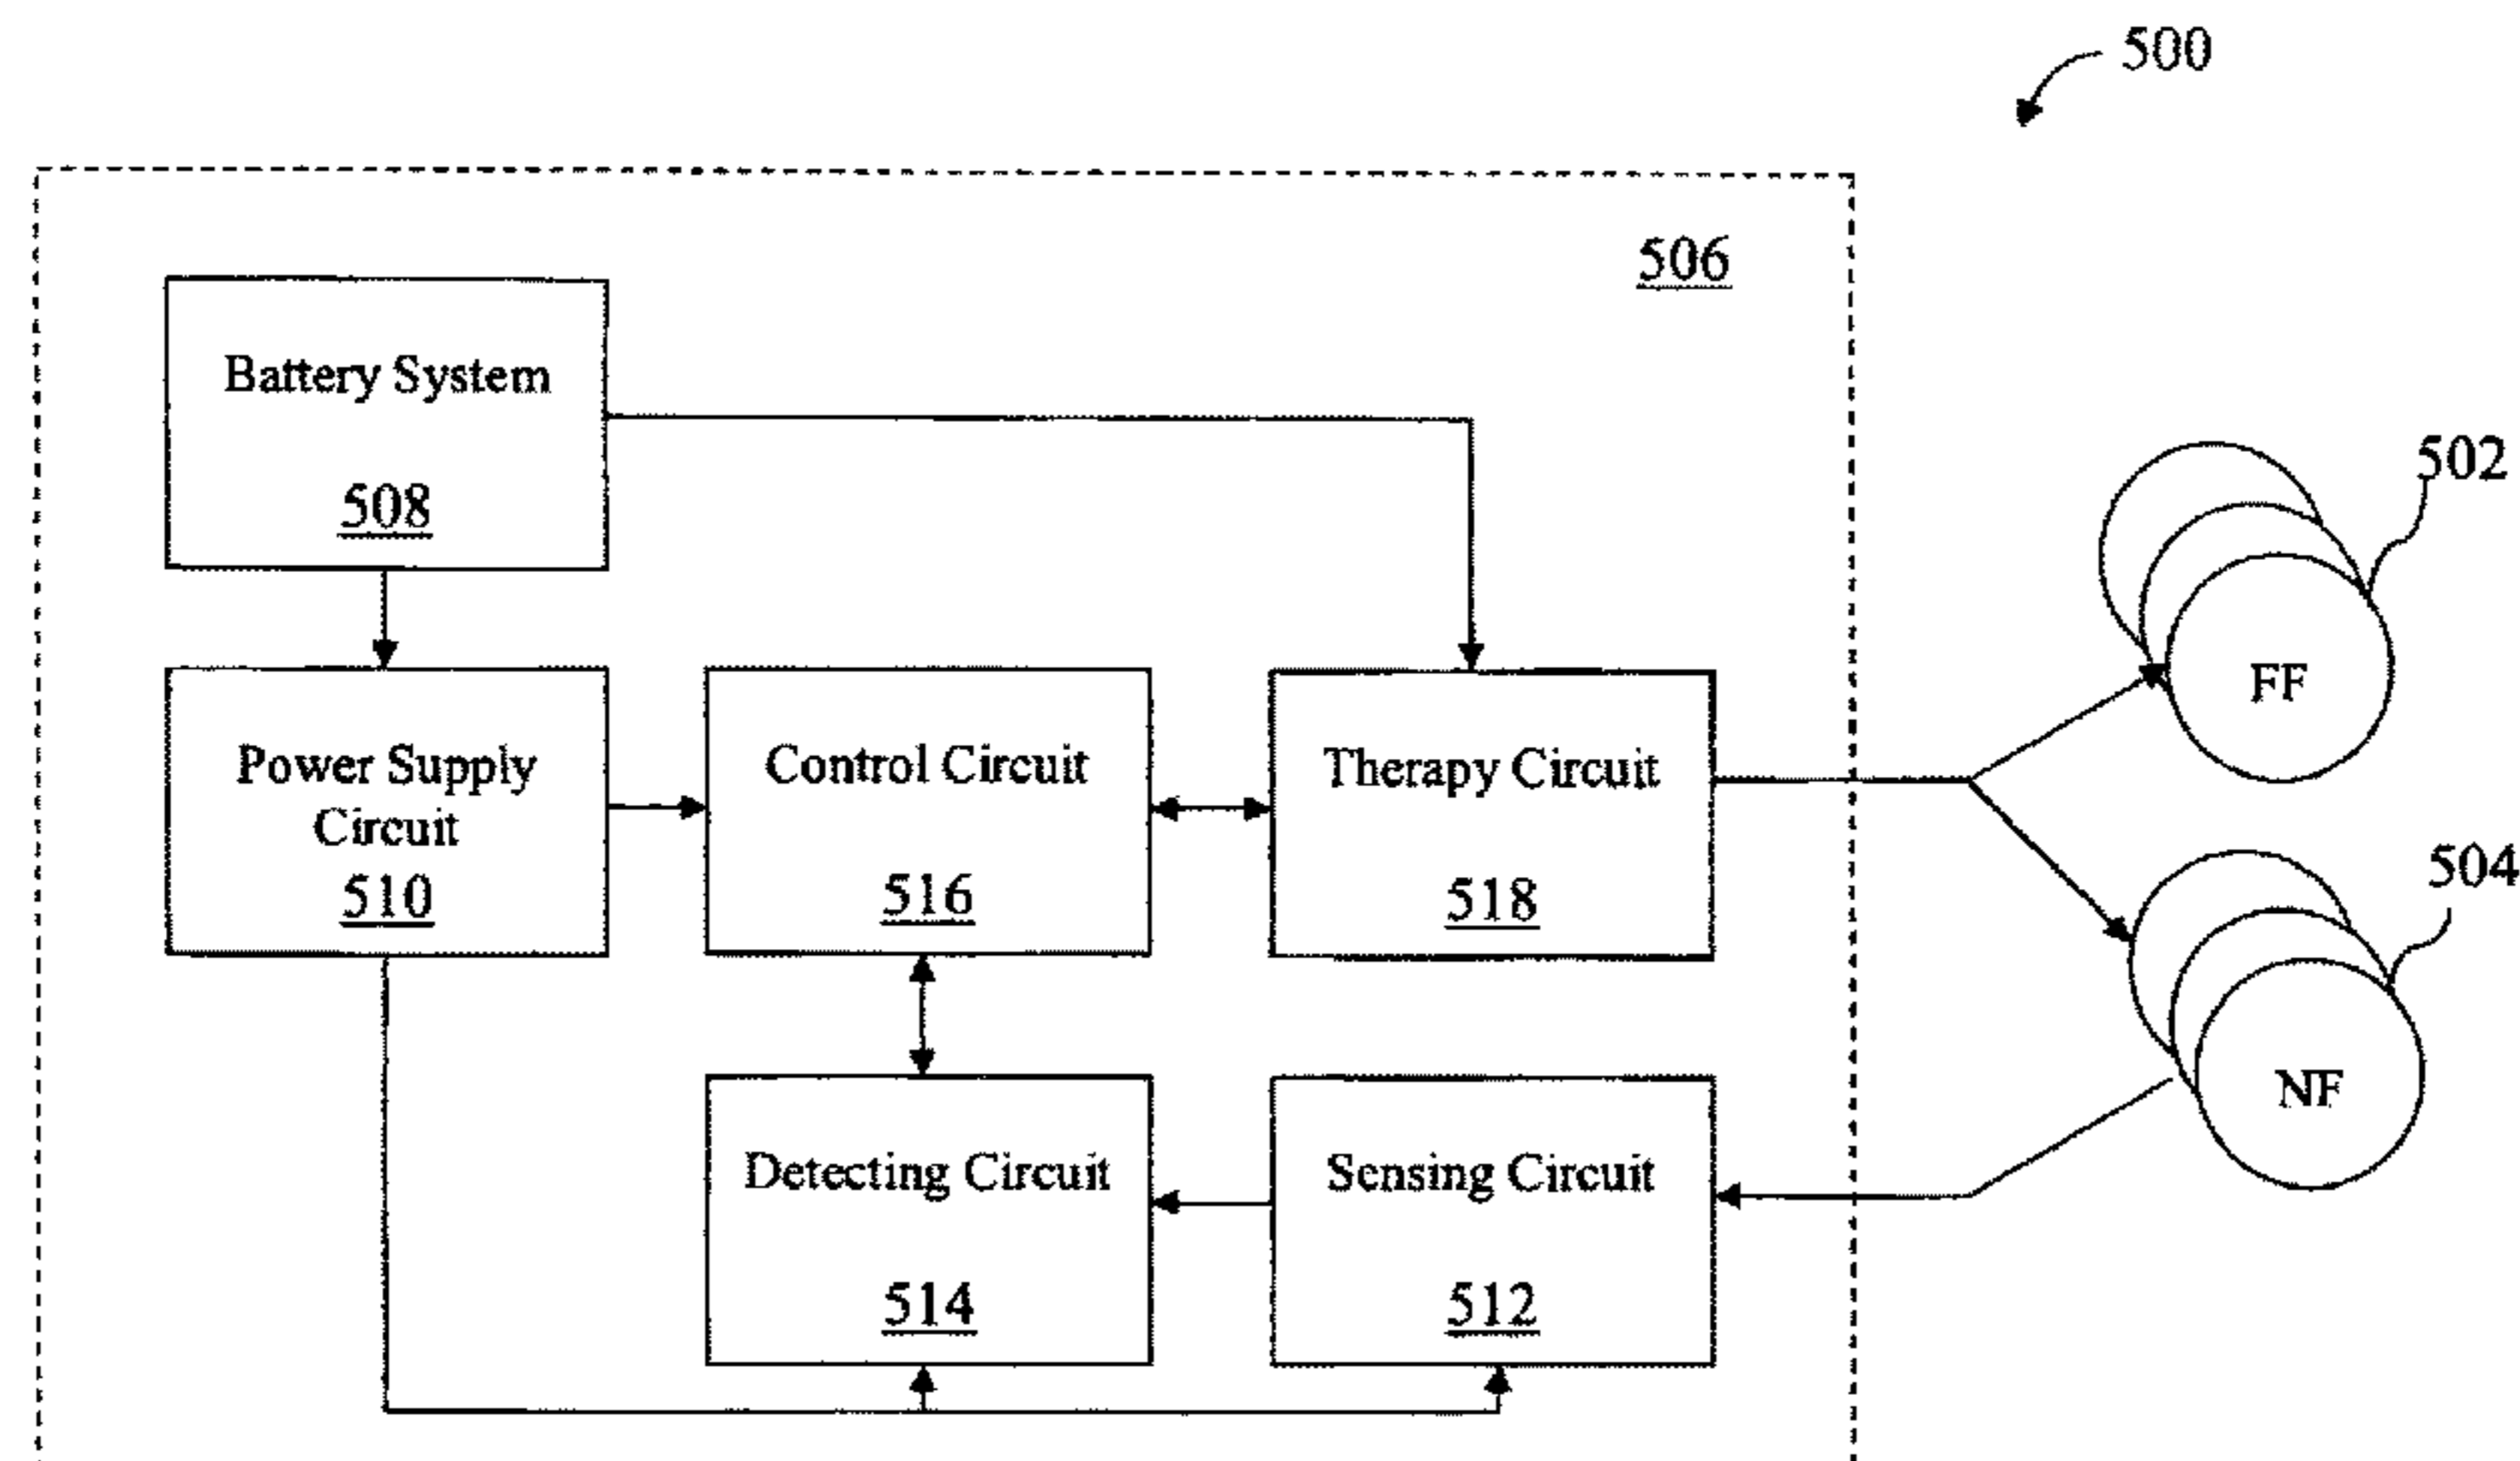 500
506
Battery System
508
502
FF
Power Supply
Circuit
510
Control Circuit
516
Therapy Circuit
518
504
NF
Detecting Circuit
514
Sensing Circuit
512